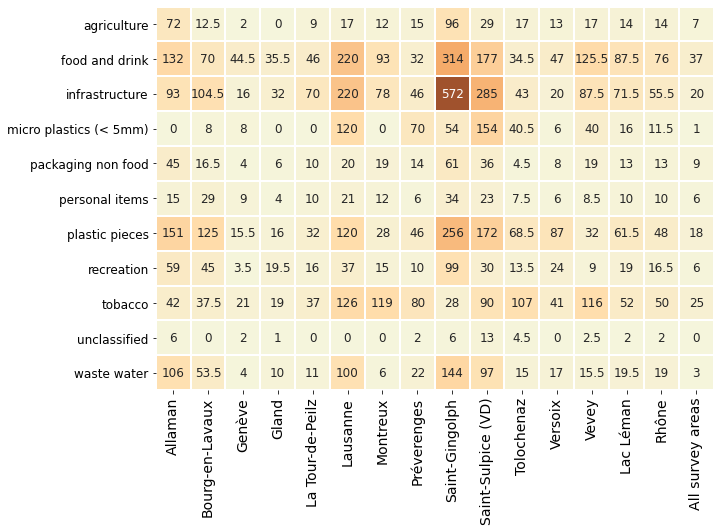 agriculture 72 12.5 2 0 9 17 12 15 96 29 17 13 17 14 14 7
food and drink 132 70 44.5 35.5 46 220 93 32 314 177 34.5 47 125.5 87.5 76 37
infrastructure 93 104.5 16 32 70 220 78 46 572 285 43 20 87.5 71.5 55.5 20
micro plastics (< 5mm) 0 8 8 0 0 120 0 70 54 154 40.5 6 40 16 11.5 1
packaging non food 45 16.5 4 6 10 20 19 14 61 36 4.5 8 19 13 13 9
personal items 15 29 9 4 10 21 12 6 34 23 7.5 6 8.5 10 10 6
plastic pieces 151 125 15.5 16 32 120 28 46 256 172 68.5 87 32 61.5 48 18
recreation 59 45 3.5 19.5 16 37 15 10 99 30 13.5 24 9 19 16.5 6
tobacco 42 37.5 21 19 37 126 119 80 28 90 107 41 116 52 50 25
unclassified 6 0 2 1 0 0 0 2 6 13 4.5 0 2.5 2 2 0
waste water 106 53.5 4 10 11 100 6 22 144 97 15 17 15.5 19.5 19 3
Allaman
Bourg-en-Lavaux
Genève
Gland
La Tour-de-Peilz
Lausanne
Montreux
Préverenges
Saint-Gingolph
Saint-Sulpice (VD)
Tolochenaz
Versoix
Vevey
Lac Léman
Rhône
All survey areas